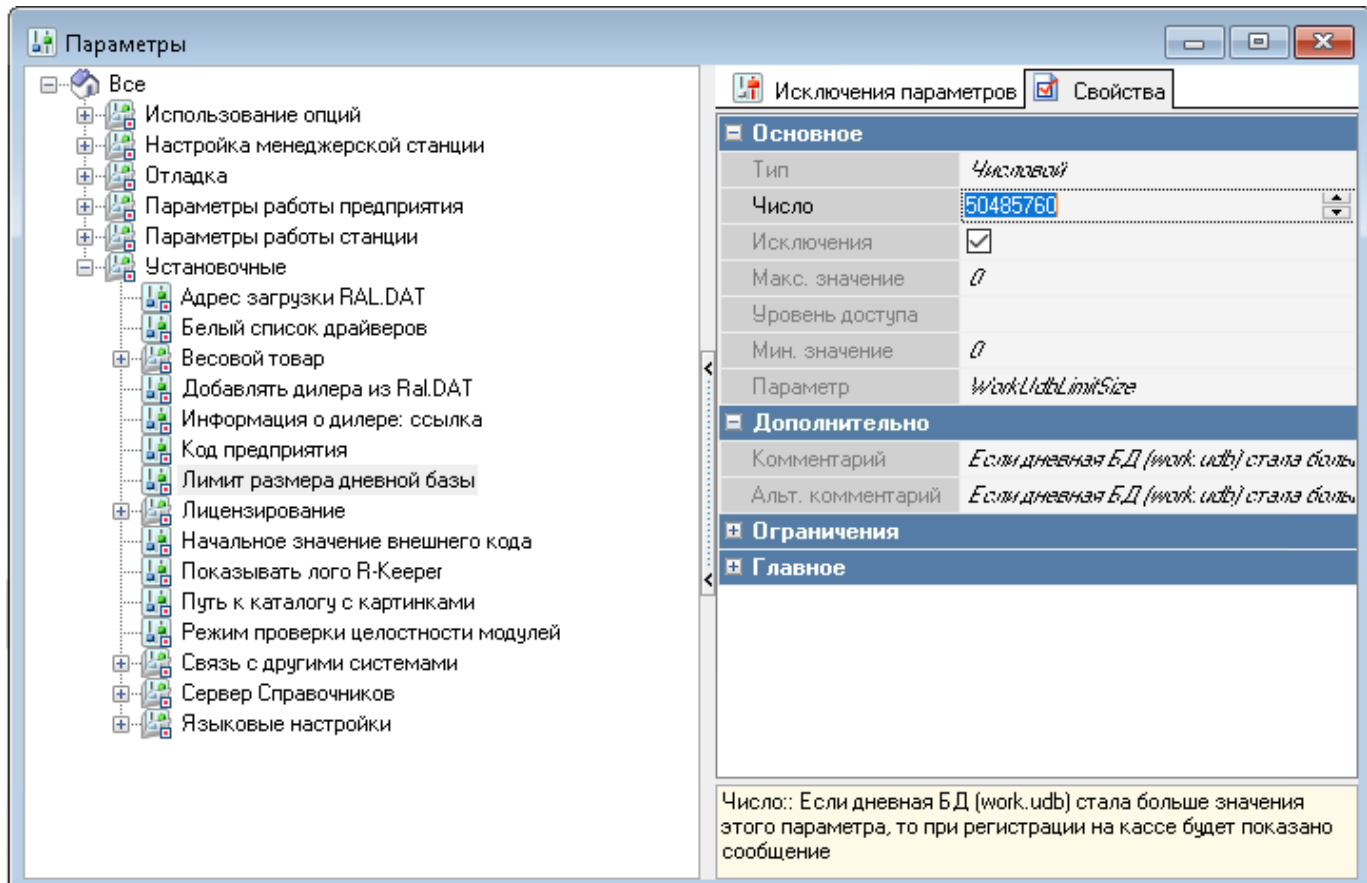 Параметры
Все
Использование опций
Настройка менеджерской станции
Отладка
Параметры работы предприятия
Параметры работы станции
Установочные
Адрес загрузки RAL.DAT
Белый список драйверов
Весовой товар
Добавлять дилера из Ral.DAT
Информация о дилере: ссылка
Код предприятия
Лимит размера дневной базы
Лицензирование
Начальное значение внешнего кода
Показывать лого R-Keeper
Путь к каталогу с картинками
Режим проверки целостности модулей
Связь с другими системами
Сервер Справочников
Языковые настройки
Исключения параметров Свойства
Основное
Тип Числовой
Число 50485760
Исключения
Макс. значение 0
Уровень доступа
Мин. значение 0
Параметр WorkUdbLimitSize
Дополнительно
Комментарий Если дневная БД (work.udb) стала боль
Альт. комментарий Если дневная БД (work.udb) стала боль
Ограничения
Главное
Число:: Если дневная БД (work.udb) стала больше значения
этого параметра, то при регистрации на кассе будет показано
сообщение